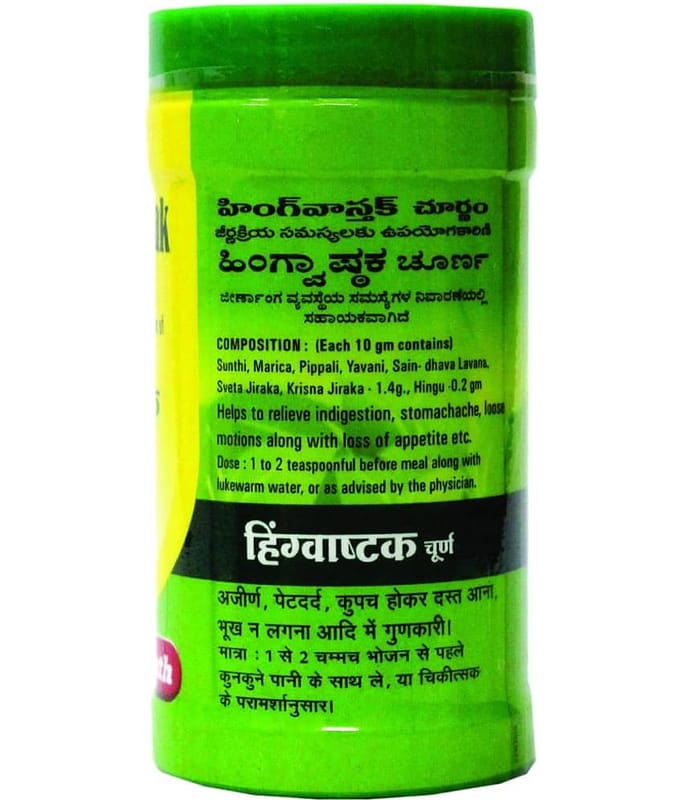 హింగ్‌వాస్తక్ చూర్ణం
జీర్ణక్రియ సమస్యలకు ఉపయోగకారిణి
ಹಿಂಗ್ವಾಷ್ಠಕ ಚೂರ್ಣ
ಜೀರ್ಣಾಂಗ ವ್ಯವಸ್ಥೆಯ ಸಮಸ್ಯೆಗಳ ನಿವಾರಣೆಯಲ್ಲಿ
ಸಹಾಯಕವಾಗಿದೆ
COMPOSITION : (Each 10 gm contains)
Sunthi, Marica, Pippali, Yavani, Sain- dhava Lavana,
Sveta Jiraka, Krisna Jiraka - 1.4g., Hingu -0.2 gm
Helps to relieve indigestion, stomachache, loose
motions along with loss of appetite etc.
Dose : 1 to 2 teaspoonful before meal along with
lukewarm water, or as advised by the physician.
हिंग्वाष्टक चूर्ण
अजीर्ण, पेटदर्द, कुपच होकर दस्त आना,
भूख न लगना आदि में गुणकारी।
मात्रा : 1 से 2 चम्मच भोजन से पहले
कुनकुने पानी के साथ ले, या चिकीत्सक
के परामर्शानुसार।